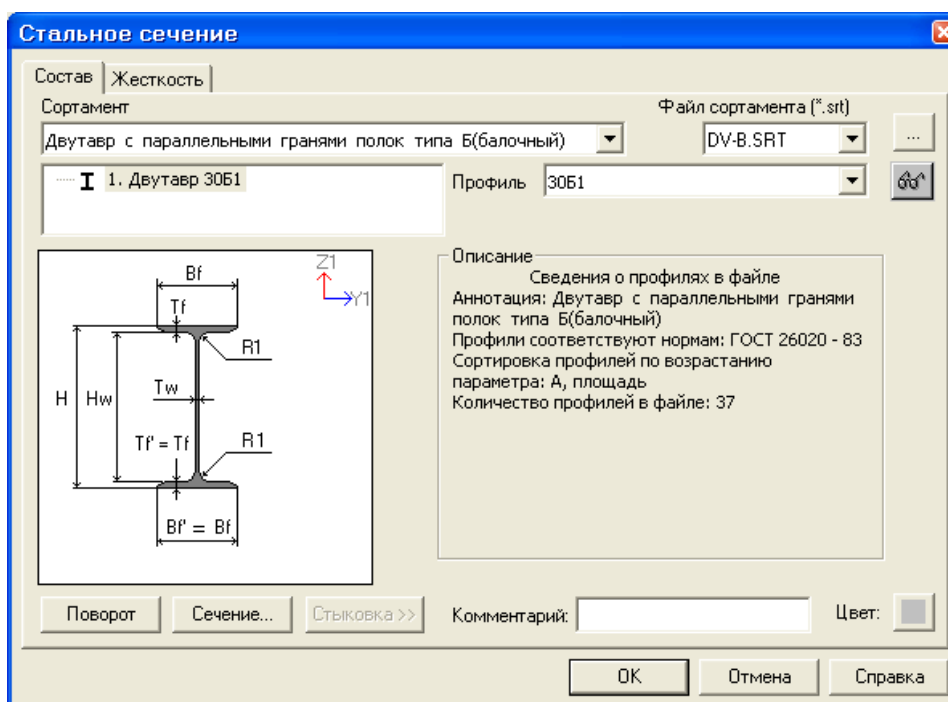 Стальное сечение
Состав
Жесткость
Сортамент
Файл сортамента (*.srt)
Двутавр с параллельными гранями полок типа Б(балочный)
DV-B.SRT
...
1. Двутавр 30Б1
Профиль
30Б1
Bf
Z1
Y1
Tf
R1
H
Hw
Tw
Tf' = Tf
R1
Bf' = Bf
Описание
Сведения о профилях в файле
Аннотация: Двутавр с параллельными гранями
полок типа Б(балочный)
Профили соответствуют нормам: ГОСТ 26020 - 83
Сортировка профилей по возрастанию
параметра: A, площадь
Количество профилей в файле: 37
Поворот
Сечение...
Стыковка >>
Комментарий:
Цвет:
OK
Отмена
Справка